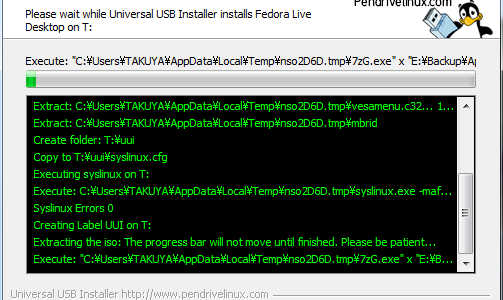 Pendrivelinux.com
Please wait while Universal USB Installer installs Fedora Live
Desktop on T:
Execute: "C:¥Users¥TAKUYA¥AppData¥Local¥Temp¥nso2D6D.tmp¥7zG.exe" x "E:¥Backup¥Ap
Extract: C:¥Users¥TAKUYA¥AppData¥Local¥Temp¥nso2D6D.tmp¥vesamenu.c32... 1...
Extract: C:¥Users¥TAKUYA¥AppData¥Local¥Temp¥nso2D6D.tmp¥mbrid
Create folder: T:¥uui
Copy to T:¥uui¥syslinux.cfg
Executing syslinux on T:
Execute: C:¥Users¥TAKUYA¥AppData¥Local¥Temp¥nso2D6D.tmp¥syslinux.exe -maf...
Syslinux Errors 0
Creating Label UUI on T:
Extracting the iso: The progress bar will not move until finished. Please be patient...
Execute: "C:¥Users¥TAKUYA¥AppData¥Local¥Temp¥nso2D6D.tmp¥7zG.exe" x "E:¥B...
Universal USB Installer http://www.pendrivelinux.com